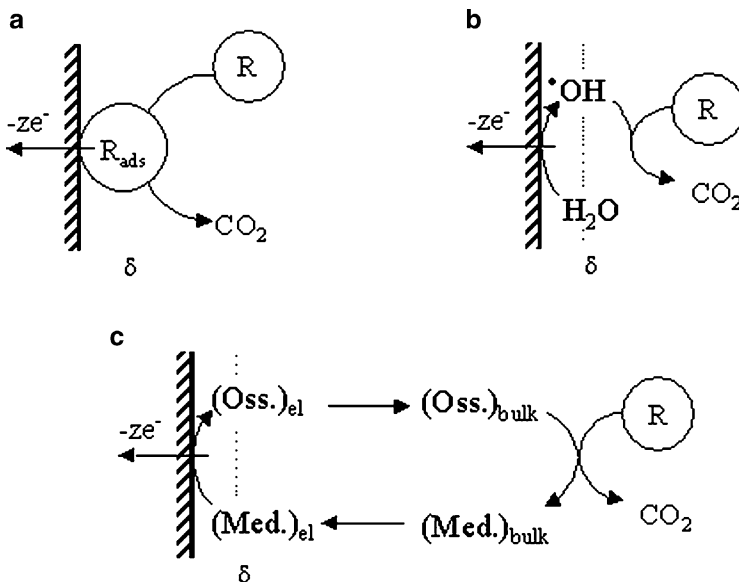 a
R
-ze⁻
R_ads
CO₂
δ
b
•OH
-ze⁻
R
H₂O
CO₂
δ
c
(Oss.)_el
(Oss.)_bulk
R
-ze⁻
(Med.)_el
(Med.)_bulk
CO₂
δ